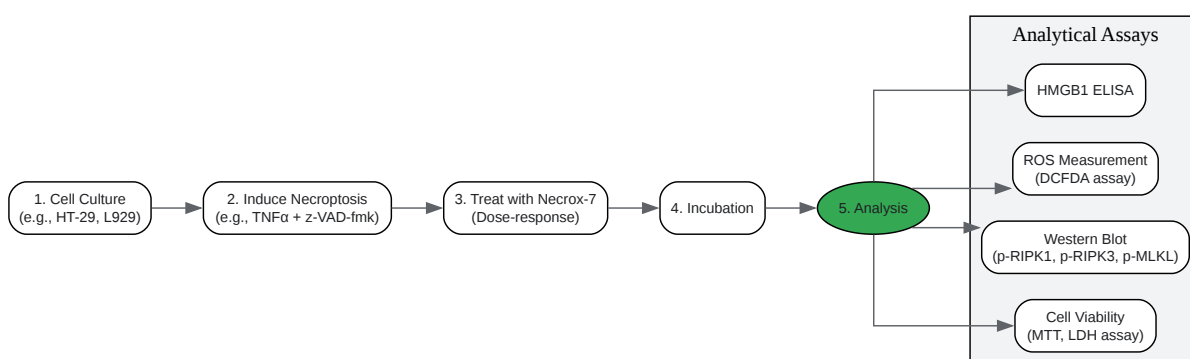 Analytical Assays
HMGB1 ELISA
ROS Measurement
(DCFDA assay)
1. Cell Culture
(e.g., HT-29, L929)
2. Induce Necroptosis
(e.g., TNFα + z-VAD-fmk)
3. Treat with Necrox-7
(Dose-response)
4. Incubation
5. Analysis
Western Blot
(p-RIPK1, p-RIPK3, p-MLKL)
Cell Viability
(MTT, LDH assay)